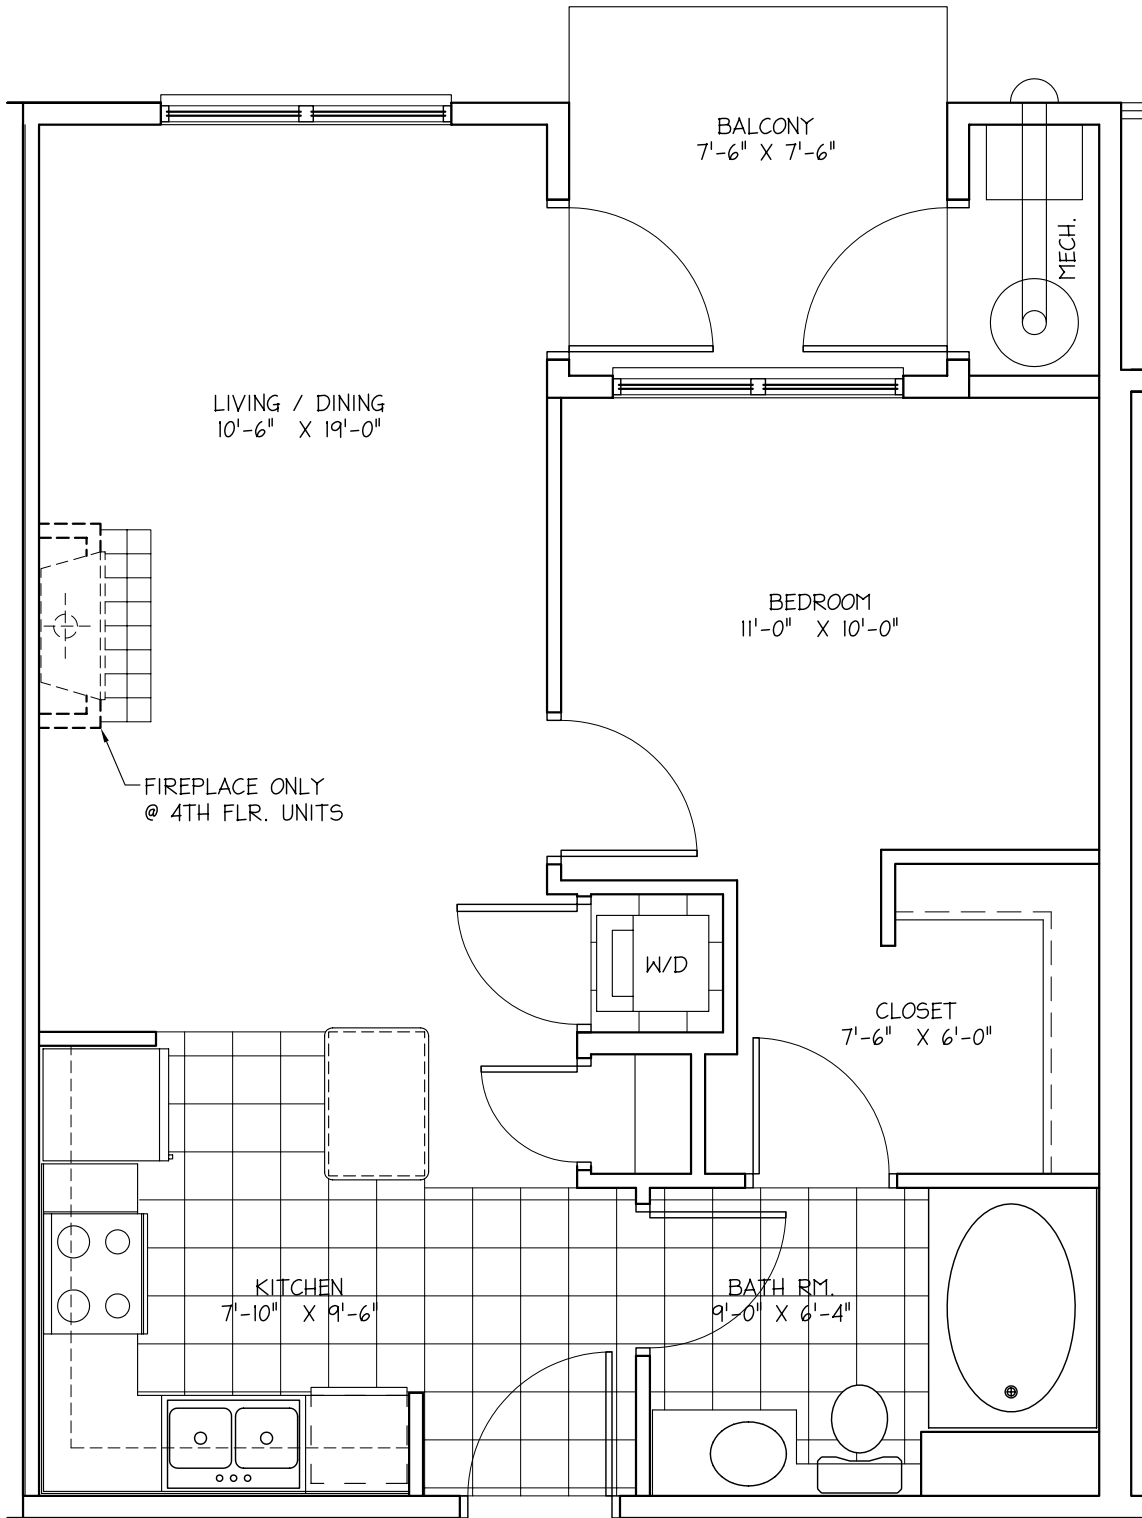 BALCONY
7'-6" X 7'-6"
MECH.
LIVING / DINING
10'-6" X 19'-0"
BEDROOM
11'-0" X 10'-0"
FIREPLACE ONLY
@ 4TH FLR. UNITS
W/D
CLOSET
7'-6" X 6'-0"
KITCHEN
7'-10" X 9'-6"
BATH RM.
9'-0" X 6'-4"